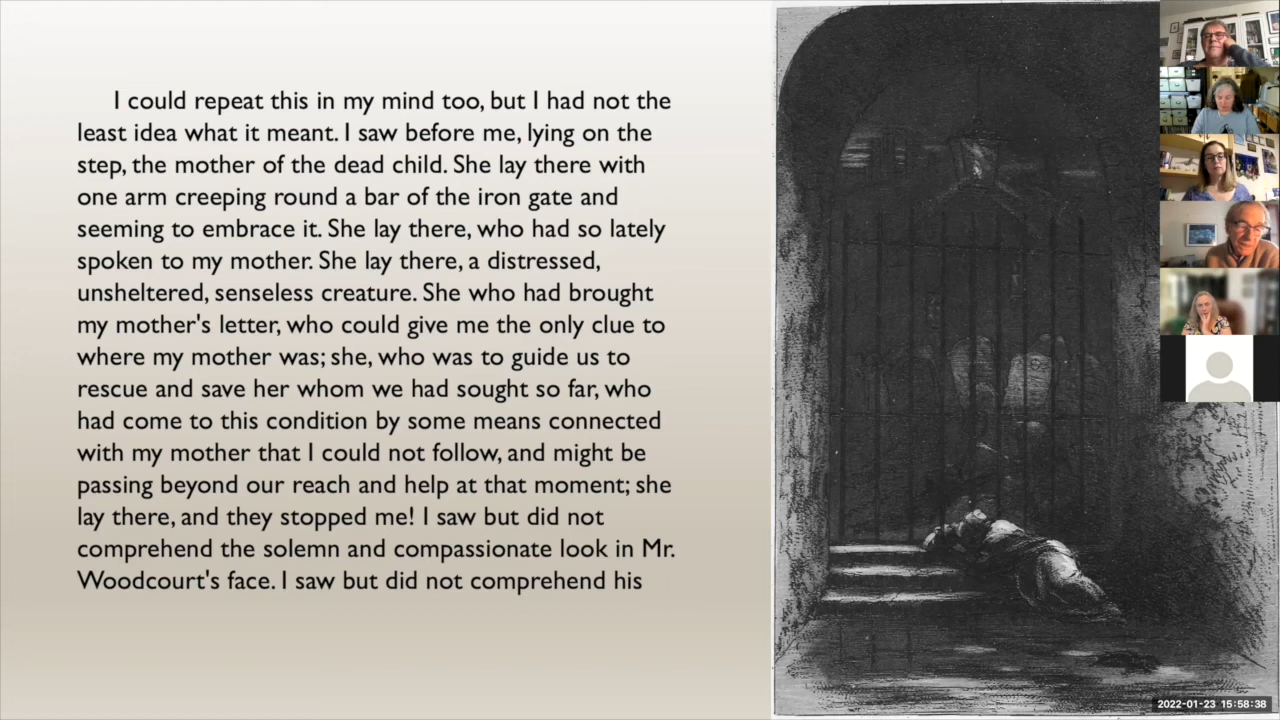 I could repeat this in my mind too, but I had not the
least idea what it meant. I saw before me, lying on the
step, the mother of the dead child. She lay there with
one arm creeping round a bar of the iron gate and
seeming to embrace it. She lay there, who had so lately
spoken to my mother. She lay there, a distressed,
unsheltered, senseless creature. She who had brought
my mother's letter, who could give me the only clue to
where my mother was; she, who was to guide us to
rescue and save her whom we had sought so far, who
had come to this condition by some means connected
with my mother that I could not follow, and might be
passing beyond our reach and help at that moment; she
lay there, and they stopped me! I saw but did not
comprehend the solemn and compassionate look in Mr.
Woodcourt's face. I saw but did not comprehend his
2022-01-23 15:58:38